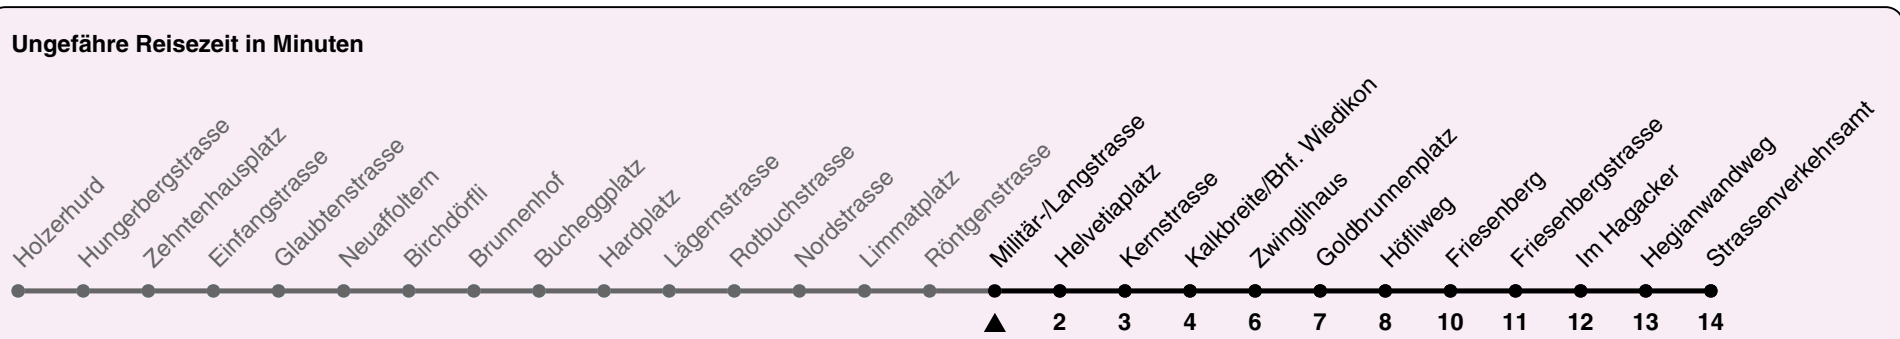 Ungefähre Reisezeit in Minuten
Holzerhurd
Hungerbergstrasse
Zehntenhausplatz
Einfangstrasse
Glaubtenstrasse
Neuaffoltern
Birchdörfli
Brunnenhof
Bucheggplatz
Hardplatz
Lägernstrasse
Rotbuchstrasse
Nordstrasse
Limmatplatz
Röntgenstrasse
Militär-/Langstrasse
Helvetiaplatz
Kernstrasse
Kalkbreite/Bhf. Wiedikon
Zwinglihaus
Goldbrunnenplatz
Höfliweg
Friesenberg
Friesenbergstrasse
Im Hagacker
Hegianwandweg
Strassenverkehrsamt
2 3 4 6 7 8 10 11 12 13 14